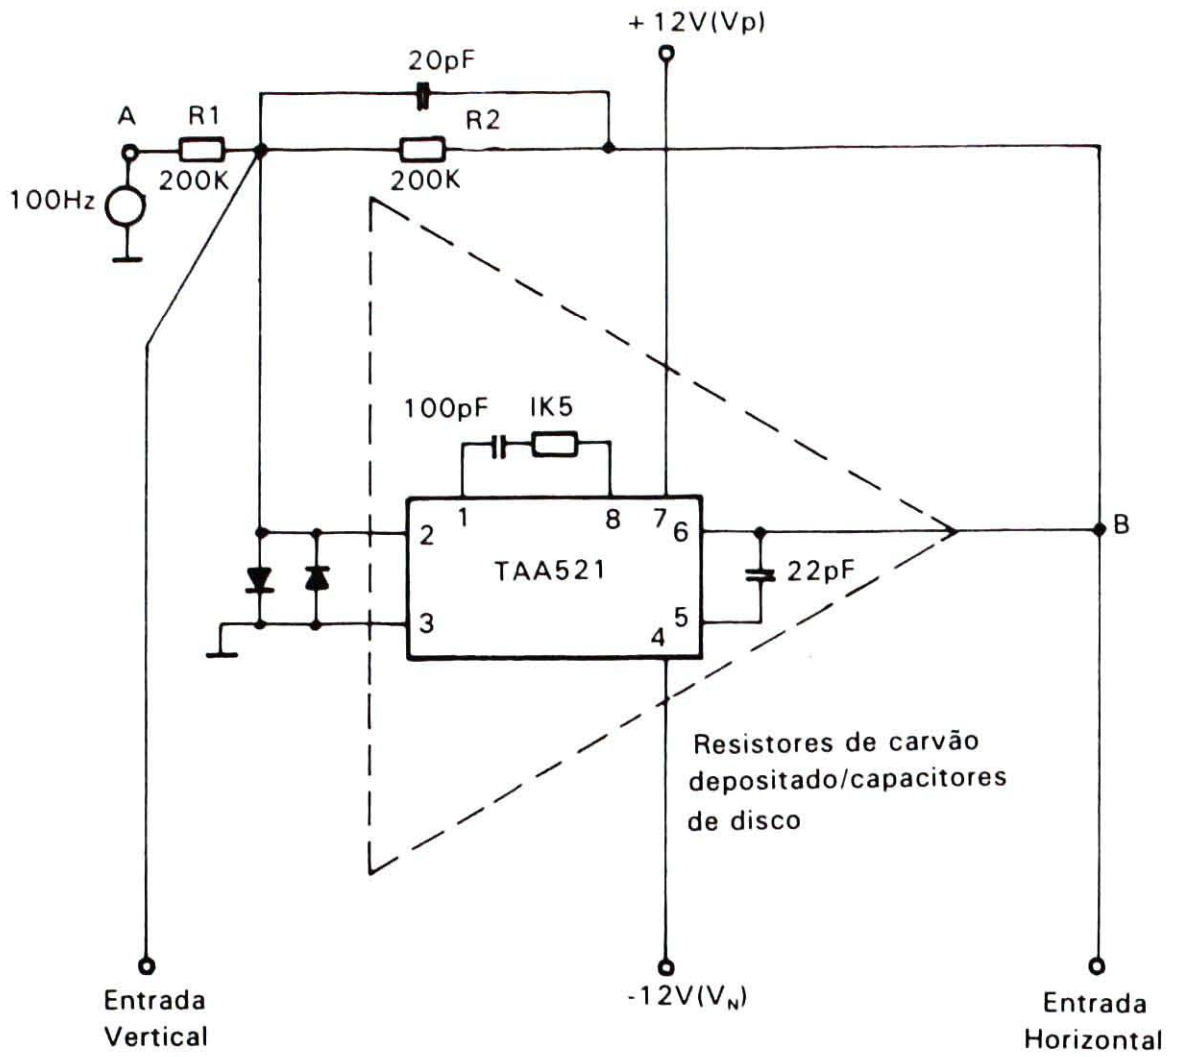 +12V(Vp)
20pF
A
R1
R2
200K
200K
100Hz
100pF
IK5
1
8
7
2
6
B
TAA521
22pF
3
5
4
Resistores de carvão
depositado/capacitores
de disco
Entrada
Vertical
-12V(V_N)
Entrada
Horizontal